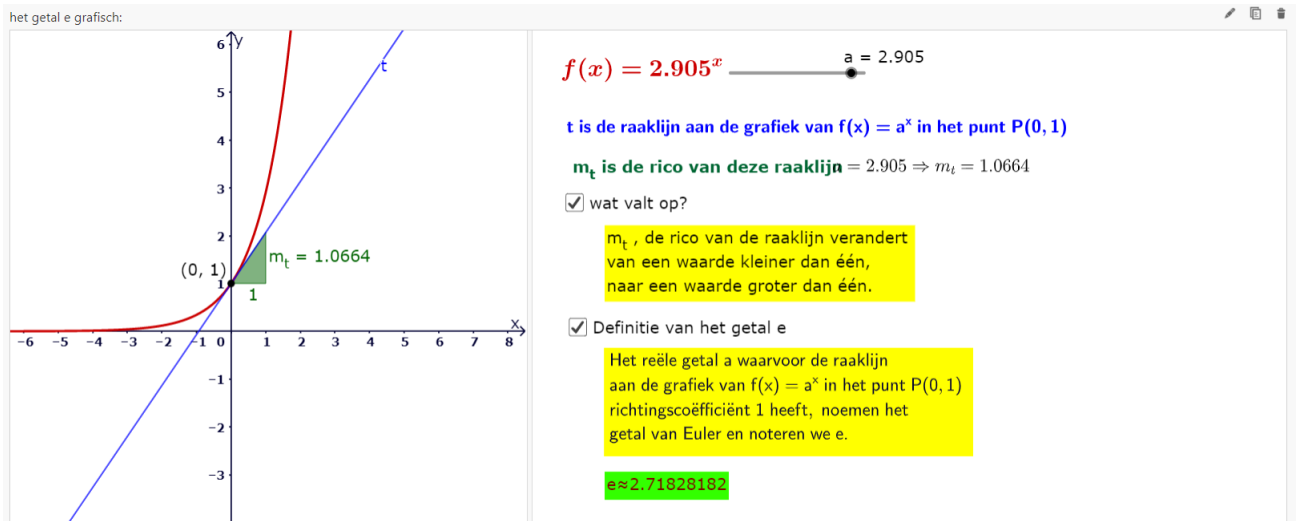 het getal e grafisch:
6 y
t
5
4
3
2
(0, 1)
1
m_t = 1.0664
1
x
-6 -5 -4 -3 -2 -1 0 1 2 3 4 5 6 7 8
-1
-2
-3
f(x) = 2.905^x
a = 2.905
t is de raaklijn aan de grafiek van f(x) = a^x in het punt P(0, 1)
m_t is de rico van deze raaklijn = 2.905 ⇒ m_t = 1.0664
wat valt op?
m_t , de rico van de raaklijn verandert
van een waarde kleiner dan één,
naar een waarde groter dan één.
Definitie van het getal e
Het reële getal a waarvoor de raaklijn
aan de grafiek van f(x) = a^x in het punt P(0, 1)
richtingscoëfficiënt 1 heeft, noemen het
getal van Euler en noteren we e.
e≈2.71828182